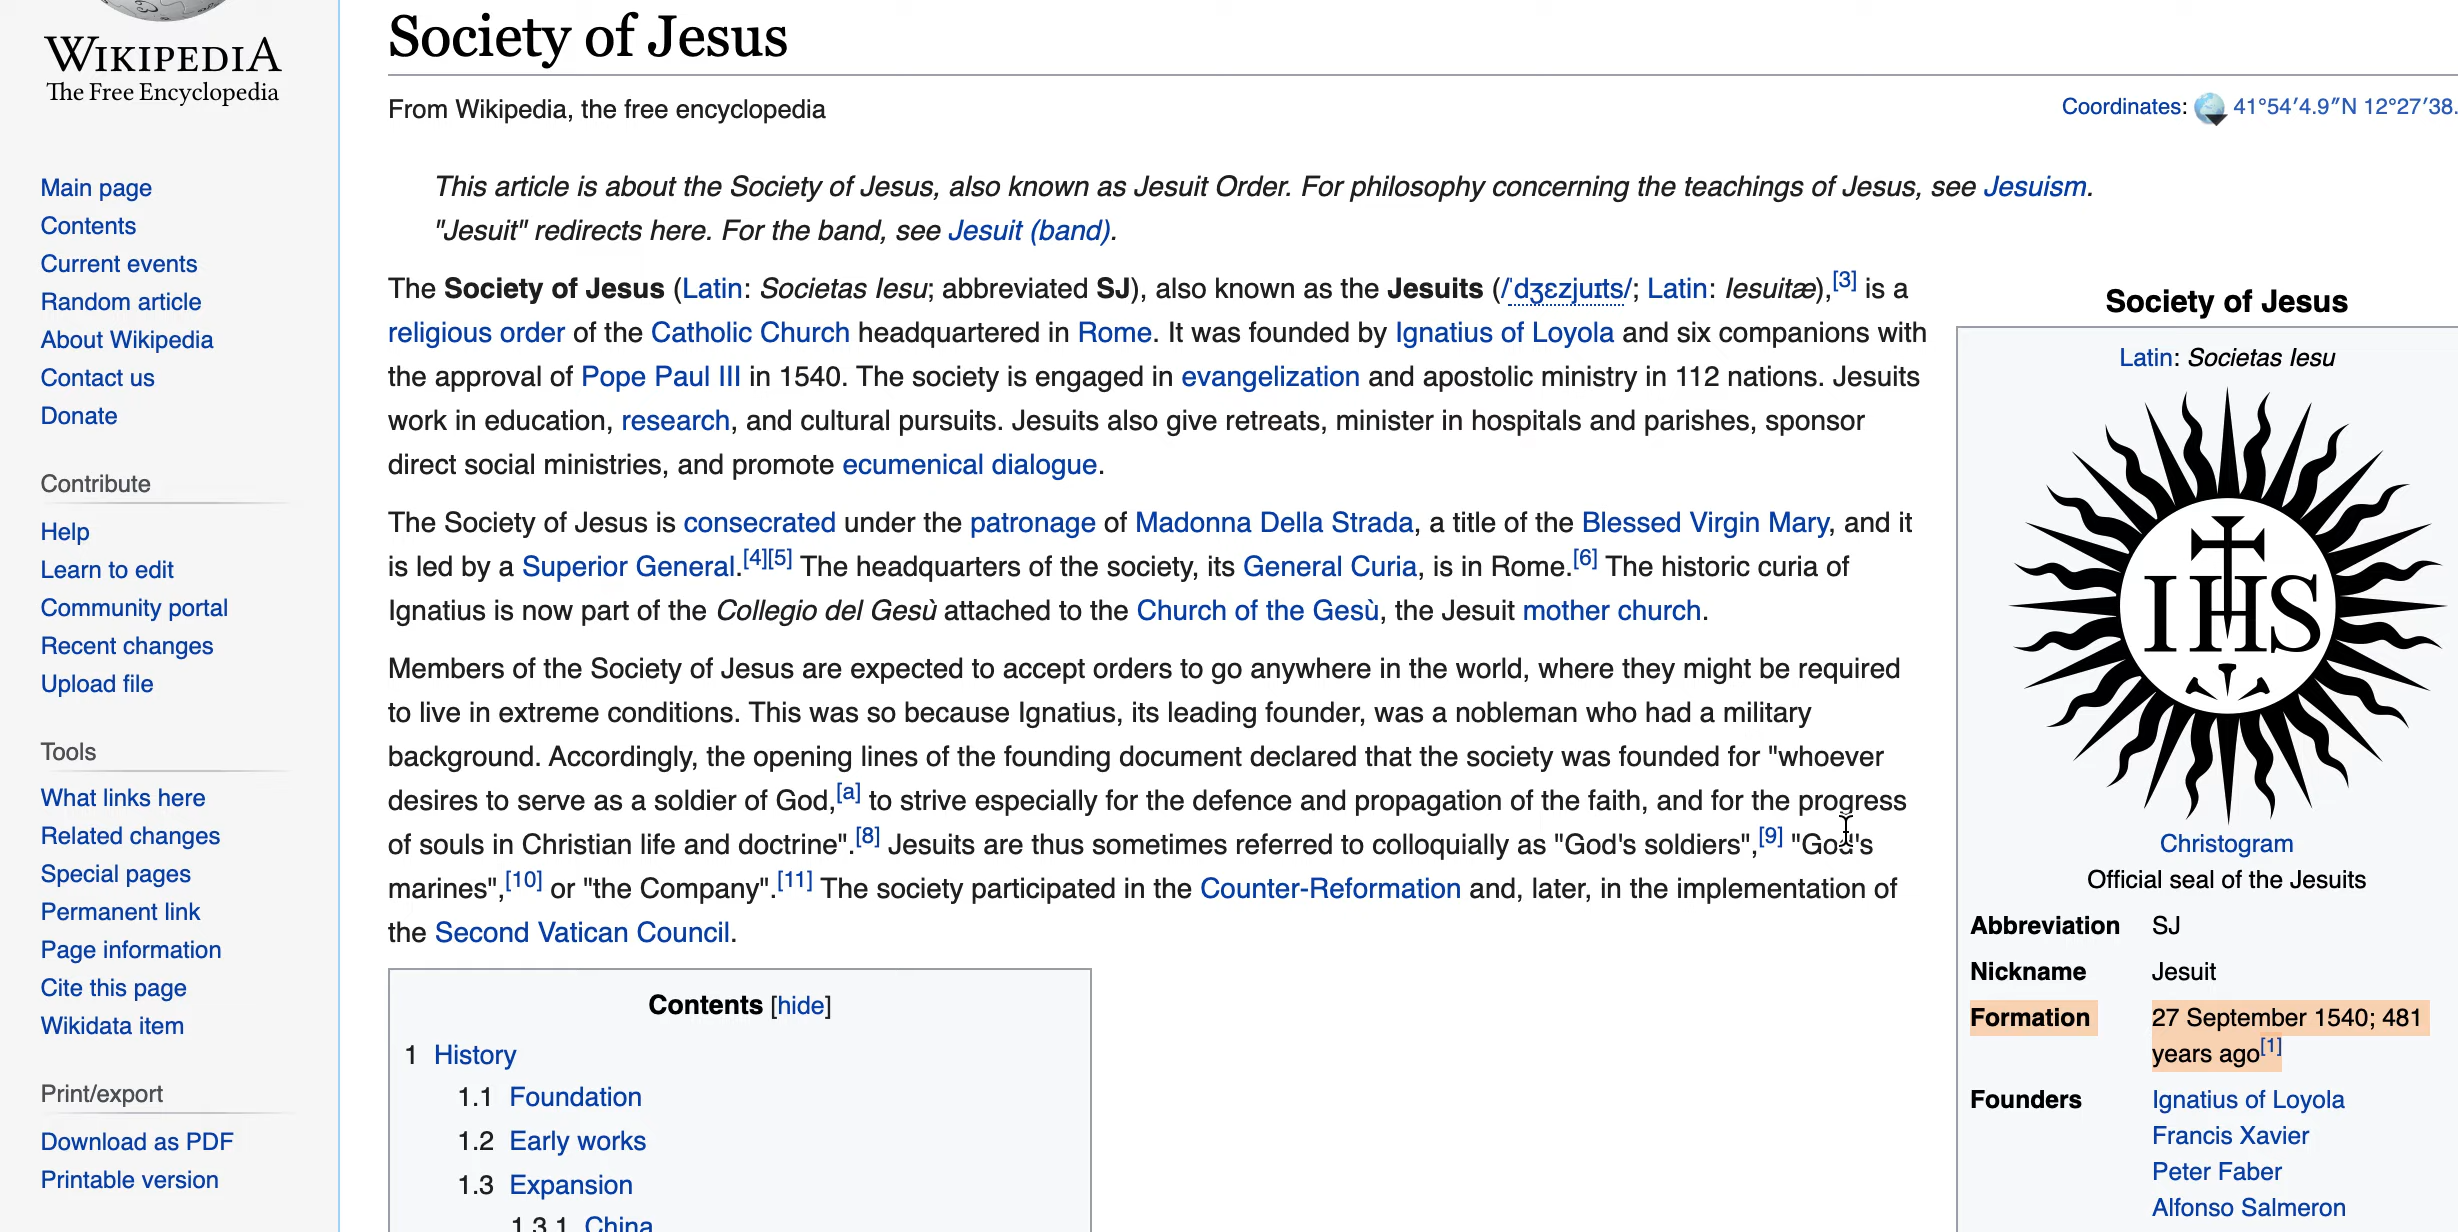 WIKIPEDIA
The Free Encyclopedia
Main page
Contents
Current events
Random article
About Wikipedia
Contact us
Donate
Contribute
Help
Learn to edit
Community portal
Recent changes
Upload file
Tools
What links here
Related changes
Special pages
Permanent link
Page information
Cite this page
Wikidata item
Print/export
Download as PDF
Printable version
Society of Jesus
From Wikipedia, the free encyclopedia
Coordinates: 41°54′4.9″N 12°27′38.
This article is about the Society of Jesus, also known as Jesuit Order. For philosophy concerning the teachings of Jesus, see Jesuism.
"Jesuit" redirects here. For the band, see Jesuit (band).
The Society of Jesus (Latin: Societas Iesu; abbreviated SJ), also known as the Jesuits (/ˈdʒɛzjuɪts/; Latin: Iesuitæ),[3] is a
religious order of the Catholic Church headquartered in Rome. It was founded by Ignatius of Loyola and six companions with
the approval of Pope Paul III in 1540. The society is engaged in evangelization and apostolic ministry in 112 nations. Jesuits
work in education, research, and cultural pursuits. Jesuits also give retreats, minister in hospitals and parishes, sponsor
direct social ministries, and promote ecumenical dialogue.
The Society of Jesus is consecrated under the patronage of Madonna Della Strada, a title of the Blessed Virgin Mary, and it
is led by a Superior General.[4][5] The headquarters of the society, its General Curia, is in Rome.[6] The historic curia of
Ignatius is now part of the Collegio del Gesù attached to the Church of the Gesù, the Jesuit mother church.
Members of the Society of Jesus are expected to accept orders to go anywhere in the world, where they might be required
to live in extreme conditions. This was so because Ignatius, its leading founder, was a nobleman who had a military
background. Accordingly, the opening lines of the founding document declared that the society was founded for "whoever
desires to serve as a soldier of God,[a] to strive especially for the defence and propagation of the faith, and for the progress
of souls in Christian life and doctrine".[8] Jesuits are thus sometimes referred to colloquially as "God's soldiers",[9] "God's
marines",[10] or "the Company".[11] The society participated in the Counter-Reformation and, later, in the implementation of
the Second Vatican Council.
Contents [hide]
1 History
1.1 Foundation
1.2 Early works
1.3 Expansion
1.3.1 China
Society of Jesus
Latin: Societas Iesu
IHS
Christogram
Official seal of the Jesuits
Abbreviation SJ
Nickname Jesuit
Formation 27 September 1540; 481
years ago[1]
Founders Ignatius of Loyola
Francis Xavier
Peter Faber
Alfonso Salmeron